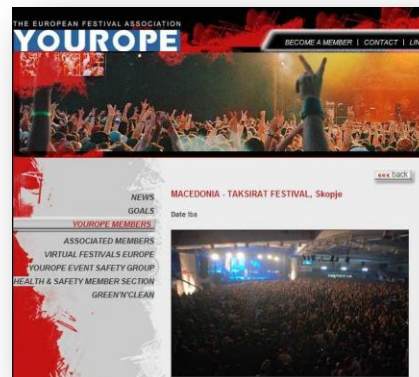 THE EUROPEAN FESTIVAL ASSOCIATION
YOUROPE
BECOME A MEMBER | CONTACT |
back
NEWS
GOALS
YOUROPE MEMBERS
ASSOCIATED MEMBERS
VIRTUAL FESTIVALS EUROPE
YOUROPE EVENT SAFETY GROUP
HEALTH & SAFETY MEMBER SECTION
GREEN'N'CLEAN
MACEDONIA - TAKSIRAT FESTIVAL, Skopje
Date tba